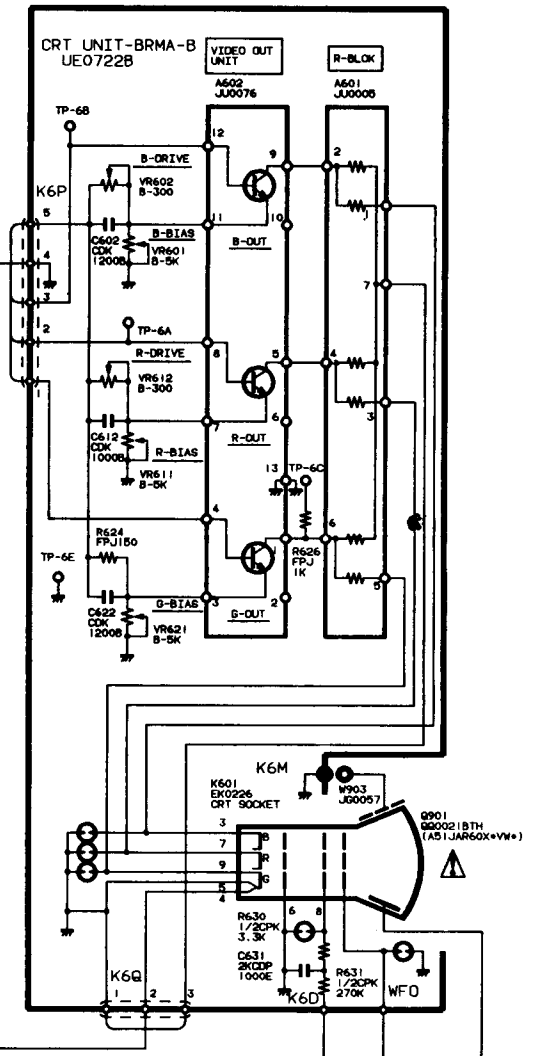 CRT UNIT-BRMA-B
UE0722B
VIDEO OUT
UNIT
R-BLOK
A602
JU0076
A601
JU0005
TP-6B
12
9
2
B-DRIVE
VR602
B-300
1
K6P
5
11
10
B-BIAS
C602
CDK
1200B
VR601
B-5K
B-OUT
4
7
3
2
TP-6A
8
5
4
R-DRIVE
VR612
B-300
3
7
6
C612
CDK
1000B
R-BIAS
R-OUT
VR611
B-5K
13
TP-6C
4
6
1
R624
FPJ150
R626
FPJ
1K
TP-6E
5
3
2
C622
CDK
1200B
G-BIAS
G-OUT
VR621
B-5K
K6M
K601
EK0226
CRT SOCKET
W903
JG0057
Q901
QQ0021BTH
(A51JAR60X*VW*)
3
B
7
R
9
G
5
4
6
8
R630
1/2CPK
3.3K
C631
2KCDP
1000E
R631
1/2CPK
270K
K6Q
1
2
3
K6D
WFO